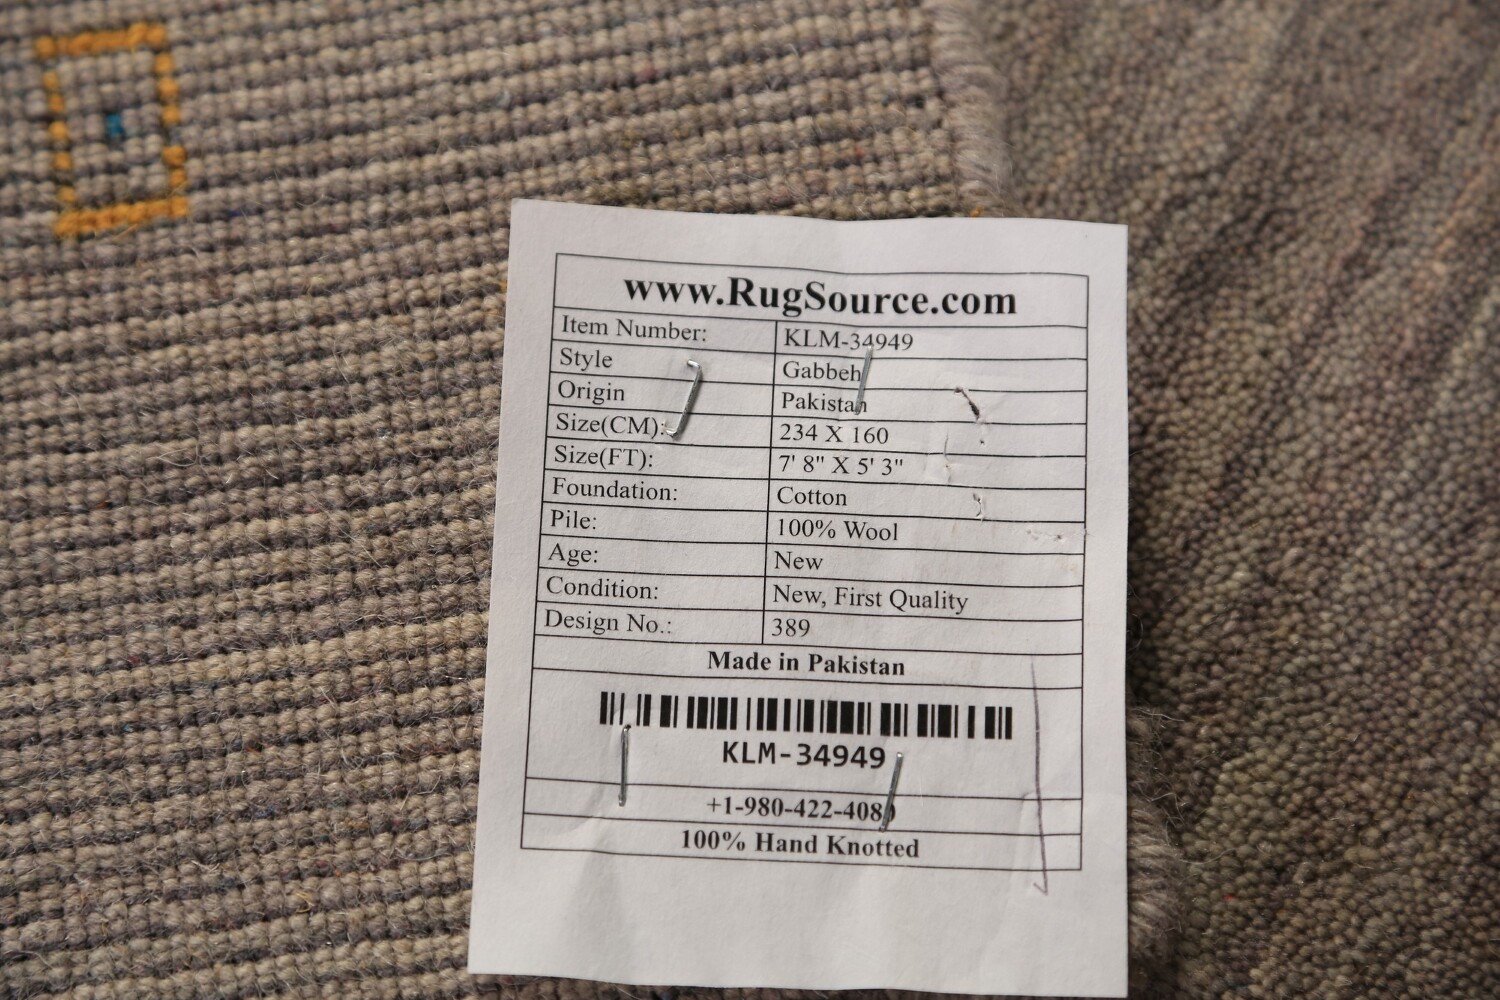 www.RugSource.com
Item Number: KLM-34949
Style Gabbeh
Origin Pakistan
Size(CM): 234 X 160
Size(FT): 7' 8" X 5' 3"
Foundation: Cotton
Pile: 100% Wool
Age: New
Condition: New, First Quality
Design No.: 389
Made in Pakistan
KLM-34949
100% Hand Knotted